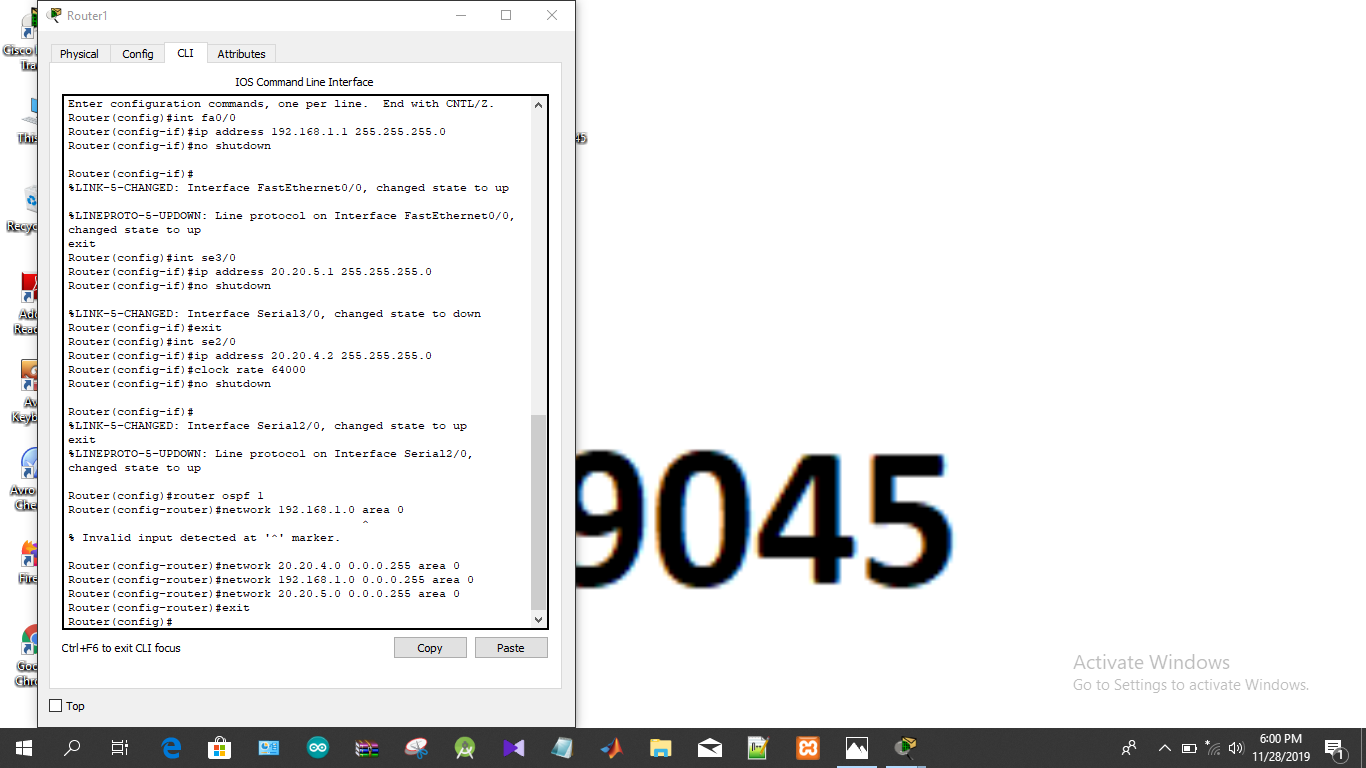 Router1
Physical
Config
CLI
Attributes
IOS Command Line Interface
Enter configuration commands, one per line.  End with CNTL/Z.
Router(config)#int fa0/0
Router(config-if)#ip address 192.168.1.1 255.255.255.0
Router(config-if)#no shutdown
Router(config-if)#
%LINK-5-CHANGED: Interface FastEthernet0/0, changed state to up
%LINEPROTO-5-UPDOWN: Line protocol on Interface FastEthernet0/0,
changed state to up
exit
Router(config)#int se3/0
Router(config-if)#ip address 20.20.5.1 255.255.255.0
Router(config-if)#no shutdown
%LINK-5-CHANGED: Interface Serial3/0, changed state to down
Router(config-if)#exit
Router(config)#int se2/0
Router(config-if)#ip address 20.20.4.2 255.255.255.0
Router(config-if)#clock rate 64000
Router(config-if)#no shutdown
Router(config-if)#
%LINK-5-CHANGED: Interface Serial2/0, changed state to up
exit
%LINEPROTO-5-UPDOWN: Line protocol on Interface Serial2/0,
changed state to up
Router(config)#router ospf 1
Router(config-router)#network 192.168.1.0 area 0
^
% Invalid input detected at '^' marker.
Router(config-router)#network 20.20.4.0 0.0.0.255 area 0
Router(config-router)#network 192.168.1.0 0.0.0.255 area 0
Router(config-router)#network 20.20.5.0 0.0.0.255 area 0
Router(config-router)#exit
Router(config)#
Ctrl+F6 to exit CLI focus
Copy
Paste
Top
Cisco
45
9045
Activate Windows
Go to Settings to activate Windows.
6:00 PM
11/28/2019
1